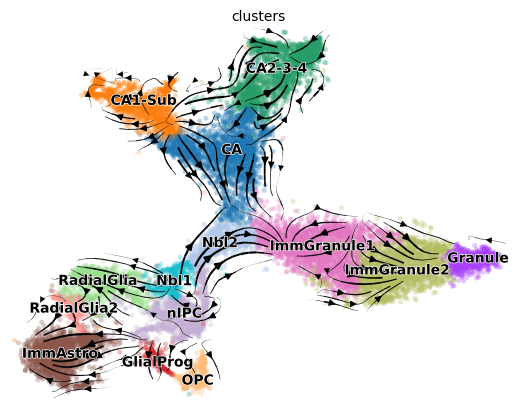 clusters
CA2-3-4
CA1-Sub
CA
Nbl2
ImmGranule1
Granule
ImmGranule2
RadialGlia
Nbl1
RadialGlia2
nIPC
ImmAstro
GlialProg
OPC